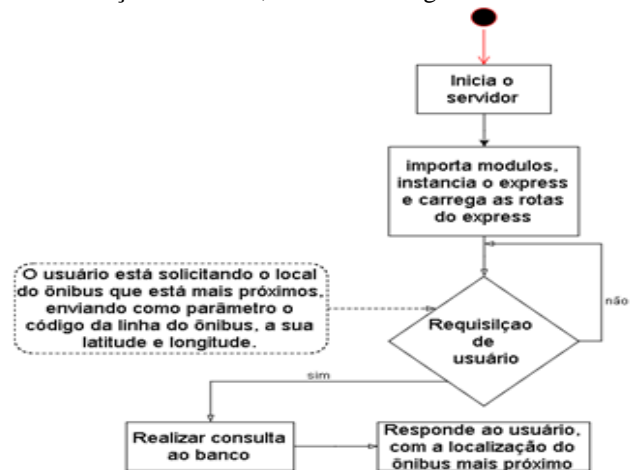 Inicia o
servidor
importa modulos,
instancia o express
e carrega as rotas
do express
O usuário está solicitando o local
do ônibus que está mais próximos,
enviando como parâmetro o
código da linha do ônibus, a sua
latitude e longitude.
Requisilçao
de
usuário
não
sim
Realizar consulta
ao banco
Responde ao usuário,
com a localização do
ônibus mais próximo